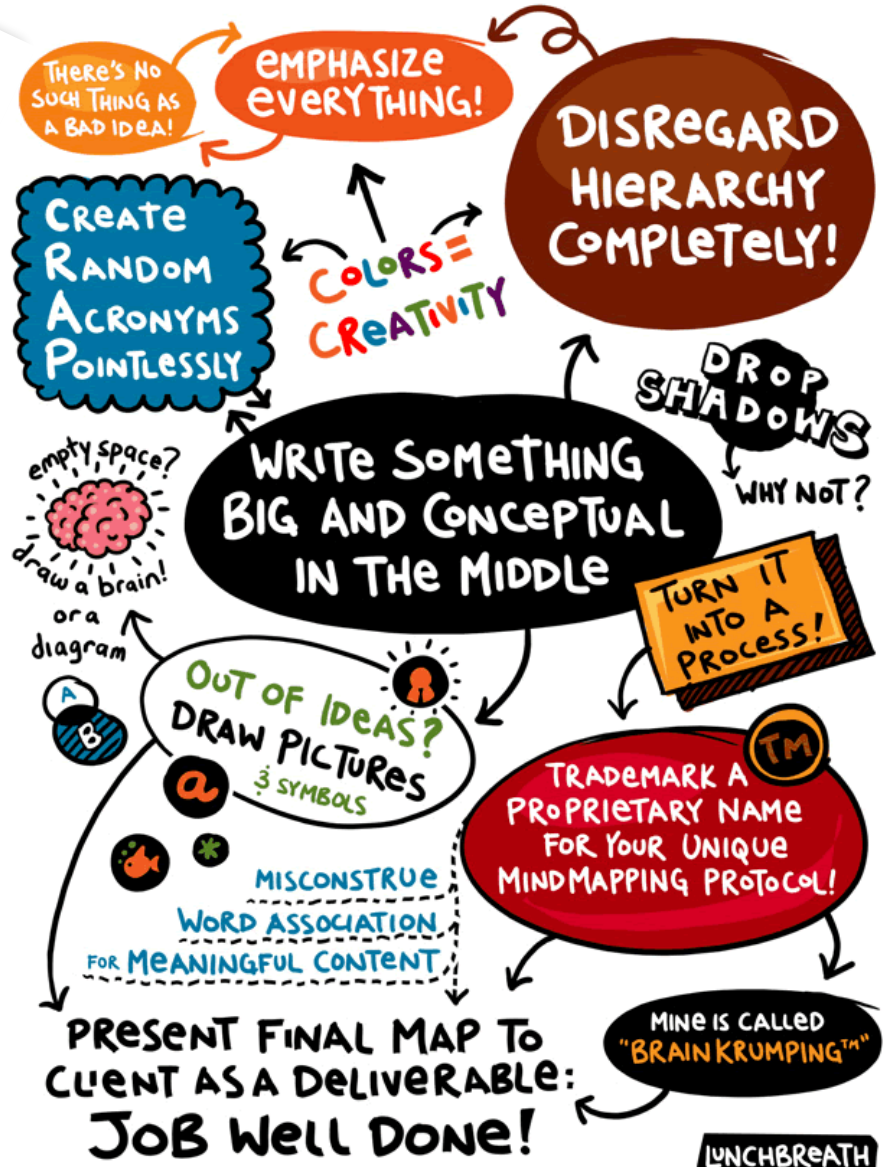 THERE'S NO
SUCH THING AS
A BAD IDEA!
EMPHASIZE
EVERYTHING!
DISREGARD
HIERARCHY
COMPLETELY!
CREATE
RANDOM
ACRONYMS
POINTLESSLY
COLORS =
CREATIVITY
DROP
SHADOWS
WHY NOT?
empty space?
draw a brain!
or a
diagram
A
B
WRITE SOMETHING
BIG AND CONCEPTUAL
IN THE MIDDLE
TURN IT
INTO A
PROCESS!
OUT OF IDEAS?
DRAW PICTURES
& SYMBOLS
a
*
TM
TRADEMARK A
PROPRIETARY NAME
FOR YOUR UNIQUE
MINDMAPPING PROTOCOL!
MISCONSTRUE
WORD ASSOCIATION
FOR MEANINGFUL CONTENT
MINE IS CALLED
"BRAIN KRUMPING™"
PRESENT FINAL MAP TO
CLIENT AS A DELIVERABLE:
JOB WELL DONE!
LUNCHBREATH